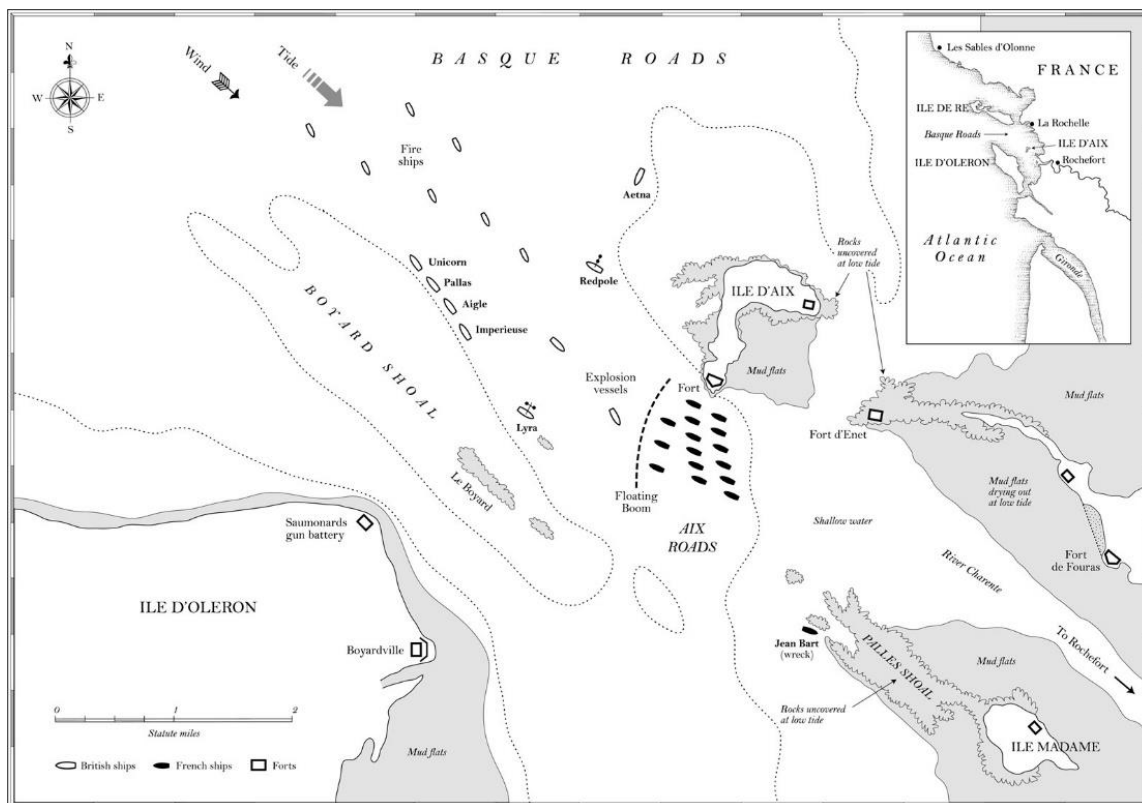 N
W
E
S
Wind
Tide
BASQUE ROADS
Fire
ships
Aetna
Unicorn
Pallas
Aigle
Imperieuse
Redpole
Rocks
uncovered
at low tide
ILE D'AIX
BOYARD SHOAL
Mud flats
Explosion
vessels
Fort
Lyra
Le Boyard
Floating
Boom
AIX
ROADS
Fort d'Enet
Mud flats
Mud flats
drying out
at low tide
Shallow water
Fort
de Fouras
River Charente
To Rochefort
Saumonards
gun battery
ILE D'OLERON
Boyardville
Jean Bart
(wreck)
PALLES SHOAL
Mud flats
Rocks uncovered
at low tide
ILE MADAME
0 1 2
Statute miles
Mud flats
British ships French ships Forts
Les Sables d'Olonne
FRANCE
ILE DE RE
La Rochelle
Basque Roads
ILE D'AIX
ILE D'OLERON
Rochefort
Atlantic
Ocean
Gironde